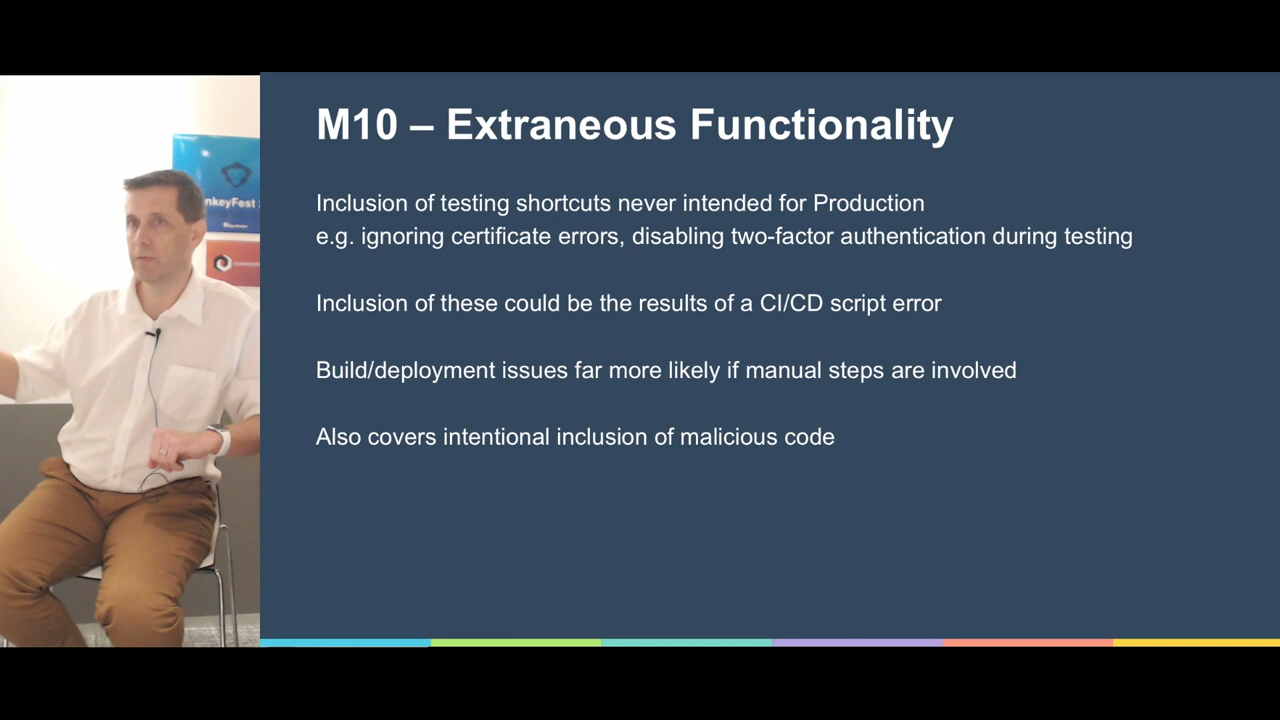 M10 – Extraneous Functionality
Inclusion of testing shortcuts never intended for Production
e.g. ignoring certificate errors, disabling two-factor authentication during testing
Inclusion of these could be the results of a CI/CD script error
Build/deployment issues far more likely if manual steps are involved
Also covers intentional inclusion of malicious code
nkeyFest